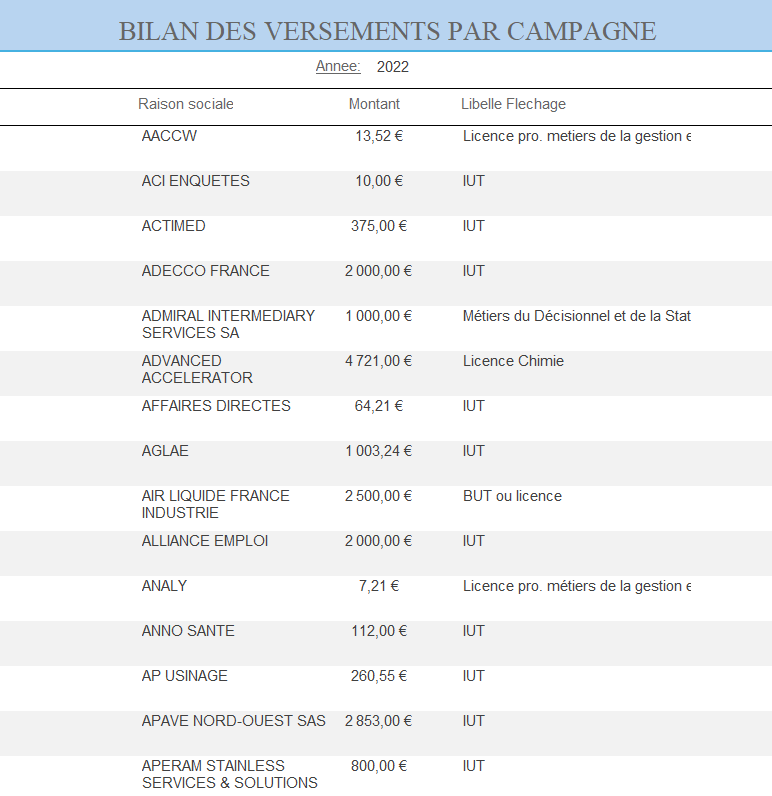 BILAN DES VERSEMENTS PAR CAMPAGNE
Annee: 2022
Raison sociale Montant Libelle Flechage
AACCW 13,52 € Licence pro. metiers de la gestion e
ACI ENQUETES 10,00 € IUT
ACTIMED 375,00 € IUT
ADECCO FRANCE 2 000,00 € IUT
ADMIRAL INTERMEDIARY 1 000,00 € Métiers du Décisionnel et de la Stat
SERVICES SA
ADVANCED 4 721,00 € Licence Chimie
ACCELERATOR
AFFAIRES DIRECTES 64,21 € IUT
AGLAE 1 003,24 € IUT
AIR LIQUIDE FRANCE 2 500,00 € BUT ou licence
INDUSTRIE
ALLIANCE EMPLOI 2 000,00 € IUT
ANALY 7,21 € Licence pro. métiers de la gestion e
ANNO SANTE 112,00 € IUT
AP USINAGE 260,55 € IUT
APAVE NORD-OUEST SAS 2 853,00 € IUT
APERAM STAINLESS 800,00 € IUT
SERVICES & SOLUTIONS